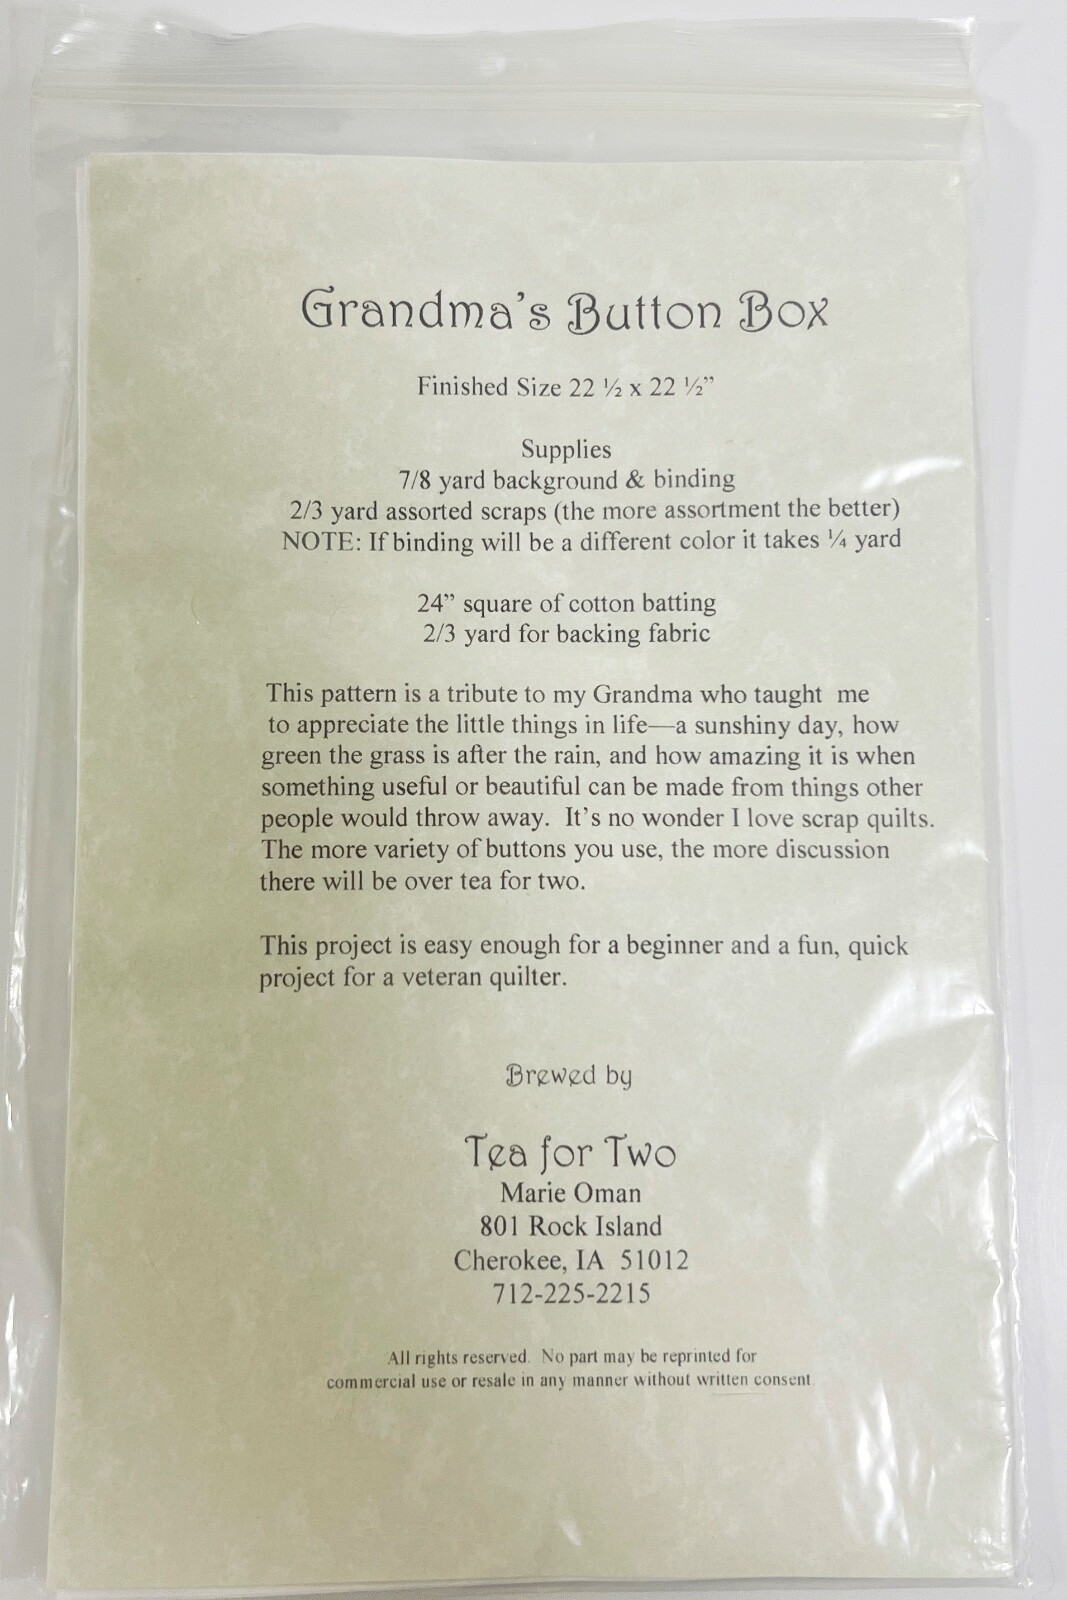 Grandma's Button Box
Finished Size 22 ½ x 22 ½"
Supplies
7/8 yard background & binding
2/3 yard assorted scraps (the more assortment the better)
NOTE: If binding will be a different color it takes ¼ yard
24" square of cotton batting
2/3 yard for backing fabric
This pattern is a tribute to my Grandma who taught me
to appreciate the little things in life—a sunshiny day, how
green the grass is after the rain, and how amazing it is when
something useful or beautiful can be made from things other
people would throw away. It's no wonder I love scrap quilts.
The more variety of buttons you use, the more discussion
there will be over tea for two.
This project is easy enough for a beginner and a fun, quick
project for a veteran quilter.
Brewed by
Tea for Two
Marie Oman
801 Rock Island
Cherokee, IA 51012
712-225-2215
All rights reserved. No part may be reprinted for
commercial use or resale in any manner without written consent.